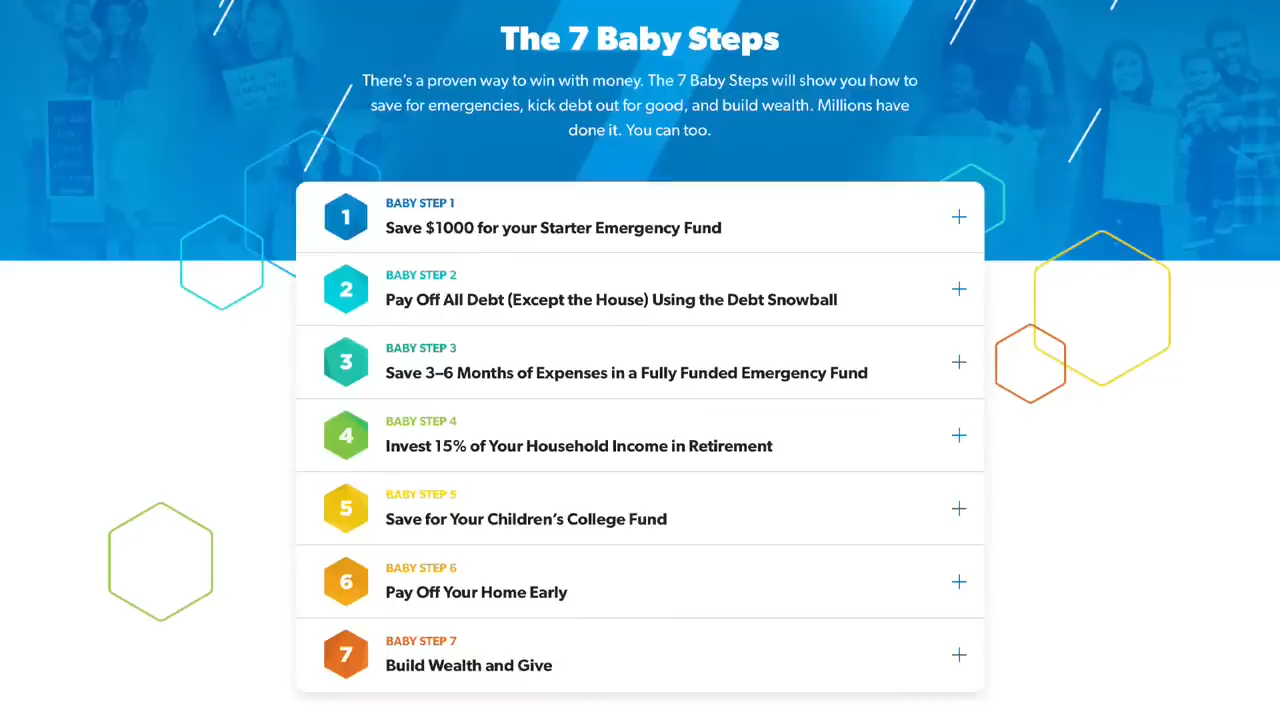 The 7 Baby Steps
There’s a proven way to win with money. The 7 Baby Steps will show you how to
save for emergencies, kick debt out for good, and build wealth. Millions have
done it. You can too.
1
BABY STEP 1
Save $1000 for your Starter Emergency Fund
2
BABY STEP 2
Pay Off All Debt (Except the House) Using the Debt Snowball
3
BABY STEP 3
Save 3–6 Months of Expenses in a Fully Funded Emergency Fund
4
BABY STEP 4
Invest 15% of Your Household Income in Retirement
5
BABY STEP 5
Save for Your Children’s College Fund
6
BABY STEP 6
Pay Off Your Home Early
7
BABY STEP 7
Build Wealth and Give